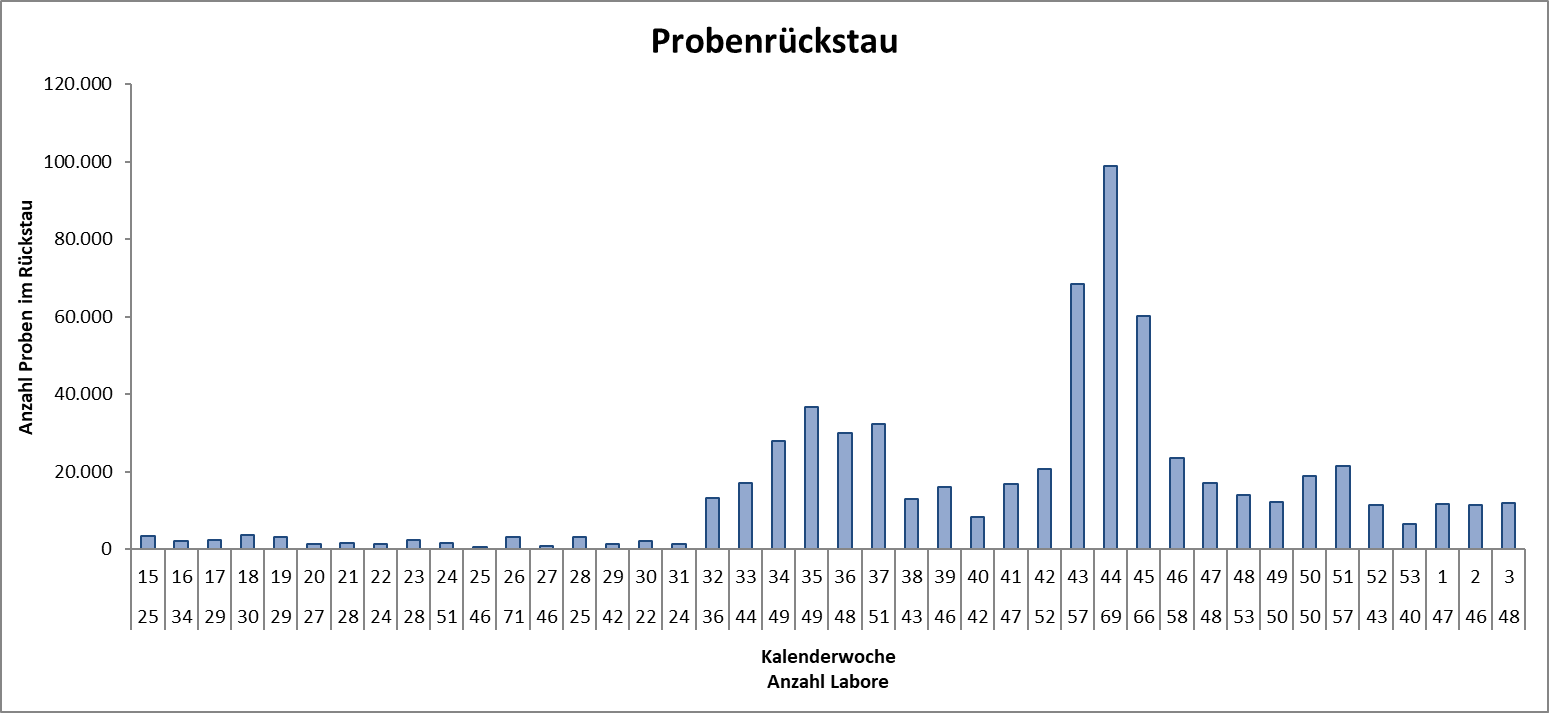 Probenrückstau
120.000
100.000
80.000
60.000
40.000
20.000
0
Anzahl Proben im Rückstau
15 16 17 18 19 20 21 22 23 24 25 26 27 28 29 30 31 32 33 34 35 36 37 38 39 40 41 42 43 44 45 46 47 48 49 50 51 52 53 1 2 3
25 34 29 30 29 27 28 24 28 51 46 71 46 25 42 22 24 36 44 49 49 48 51 43 46 42 47 52 57 69 66 58 48 53 50 50 57 43 40 47 46 48
Kalenderwoche
Anzahl Labore